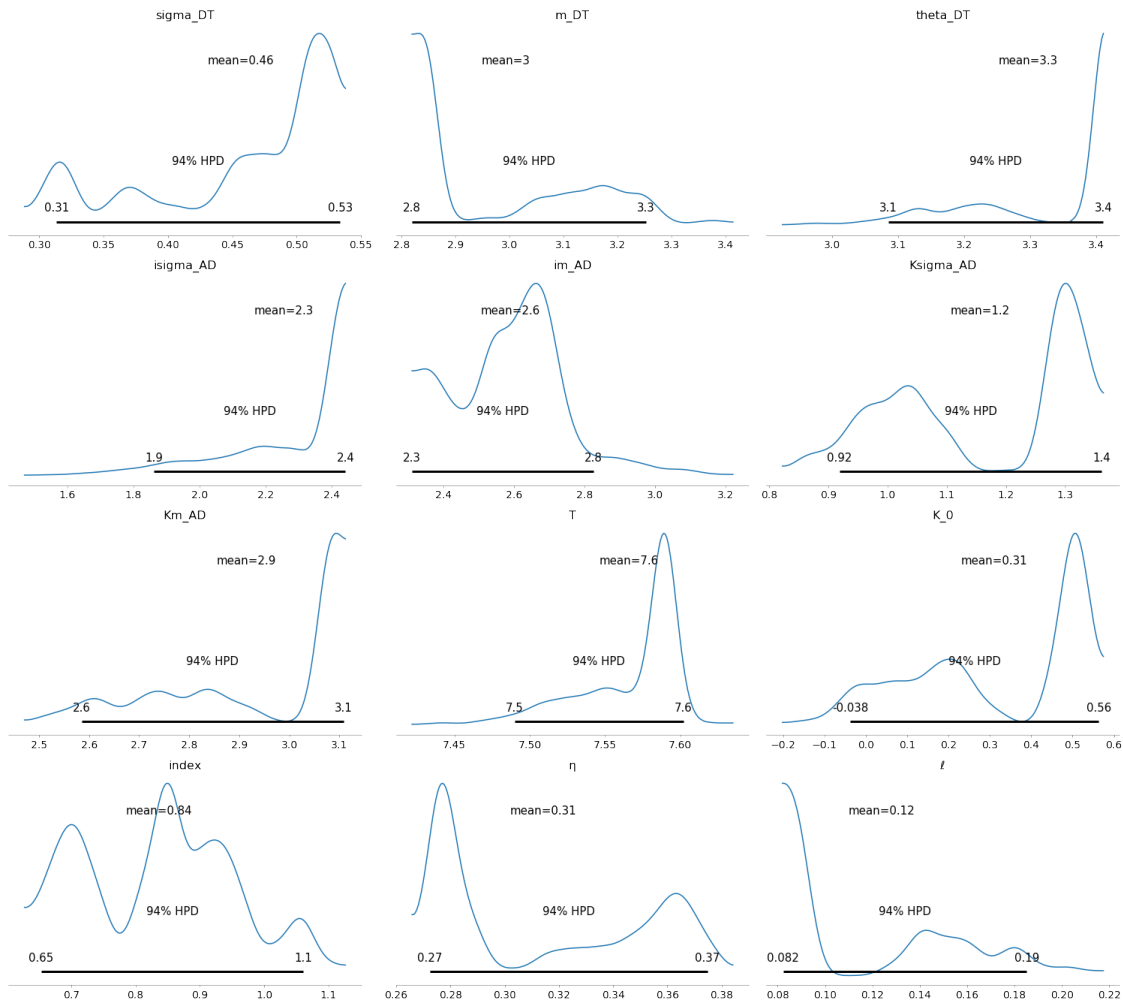 sigma_DT m_DT theta_DT
mean=0.46 mean=3 mean=3.3
94% HPD 94% HPD 94% HPD
0.31 0.53 2.8 3.3 3.1 3.4
0.30 0.35 0.40 0.45 0.50 0.55 2.8 2.9 3.0 3.1 3.2 3.3 3.4 3.0 3.1 3.2 3.3 3.4
isigma_AD im_AD Ksigma_AD
mean=2.3 mean=2.6 mean=1.2
94% HPD 94% HPD 94% HPD
1.9 2.4 2.3 2.8 0.92 1.4
1.6 1.8 2.0 2.2 2.4 2.4 2.6 2.8 3.0 3.2 0.8 0.9 1.0 1.1 1.2 1.3
Km_AD T K_0
mean=2.9 mean=7.6 mean=0.31
94% HPD 94% HPD 94% HPD
2.6 3.1 7.5 7.6 -0.038 0.56
2.5 2.6 2.7 2.8 2.9 3.0 3.1 7.45 7.50 7.55 7.60 −0.2 −0.1 0.0 0.1 0.2 0.3 0.4 0.5 0.6
index η ℓ
mean=0.84 mean=0.31 mean=0.12
94% HPD 94% HPD 94% HPD
0.65 1.1 0.27 0.37 0.082 0.19
0.7 0.8 0.9 1.0 1.1 0.26 0.28 0.30 0.32 0.34 0.36 0.38 0.08 0.10 0.12 0.14 0.16 0.18 0.20 0.22